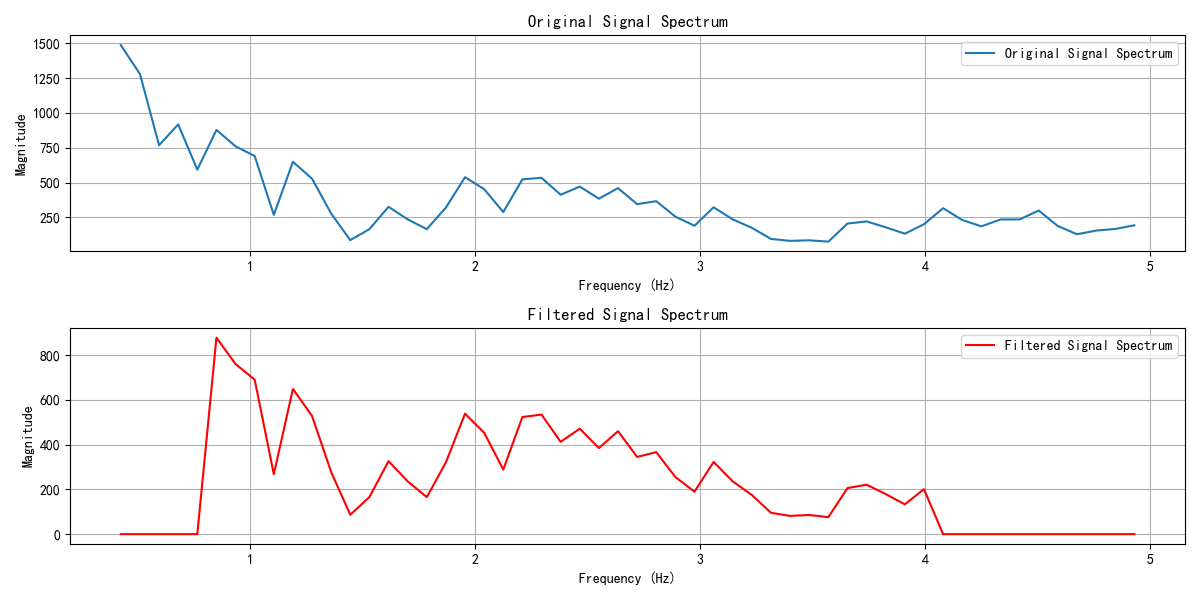 Original Signal Spectrum
1500
1250
1000
750
500
250
Magnitude
Original Signal Spectrum
1 2 3 4 5
Frequency (Hz)
Filtered Signal Spectrum
800
600
400
200
0
Magnitude
Filtered Signal Spectrum
1 2 3 4 5
Frequency (Hz)